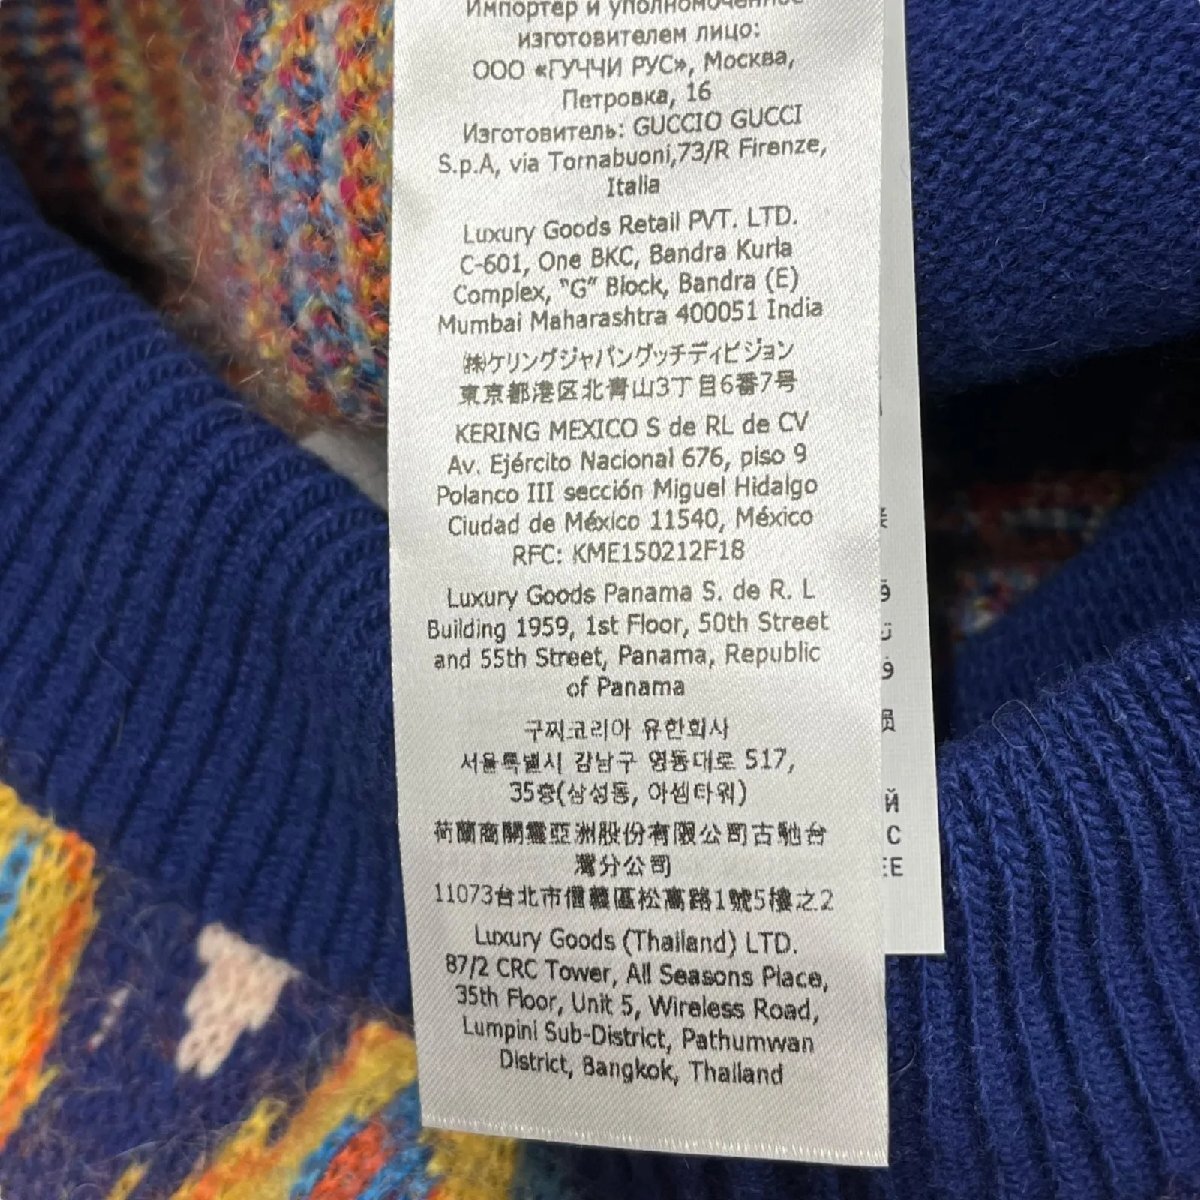 Импортер и уполномоченное
изготовителем лицо:
ООО «ГУЧЧИ РУС», Москва,
Петровка, 16
Изготовитель: GUCCIO GUCCI
S.p.A, via Tornabuoni,73/R Firenze,
Italia
Luxury Goods Retail PVT. LTD.
C-601, One BKC, Bandra Kurla
Complex, "G" Block, Bandra (E)
Mumbai Maharashtra 400051 India
㈱ケリングジャパングッチディビジョン
東京都港区北青山3丁目6番7号
KERING MEXICO S de RL de CV
Av. Ejército Nacional 676, piso 9
Polanco III sección Miguel Hidalgo
Ciudad de México 11540, México
RFC: KME150212F18
Luxury Goods Panama S. de R. L
Building 1959, 1st Floor, 50th Street
and 55th Street, Panama, Republic
of Panama
구찌코리아 유한회사
서울특별시 강남구 영동대로 517,
35층(삼성동, 아셈타워)
荷蘭商開雲亞洲股份有限公司古馳台
灣分公司
11073台北市信義區松高路1號5樓之2
Luxury Goods (Thailand) LTD.
87/2 CRC Tower, All Seasons Place,
35th Floor, Unit 5, Wireless Road,
Lumpini Sub-District, Pathumwan
District, Bangkok, Thailand